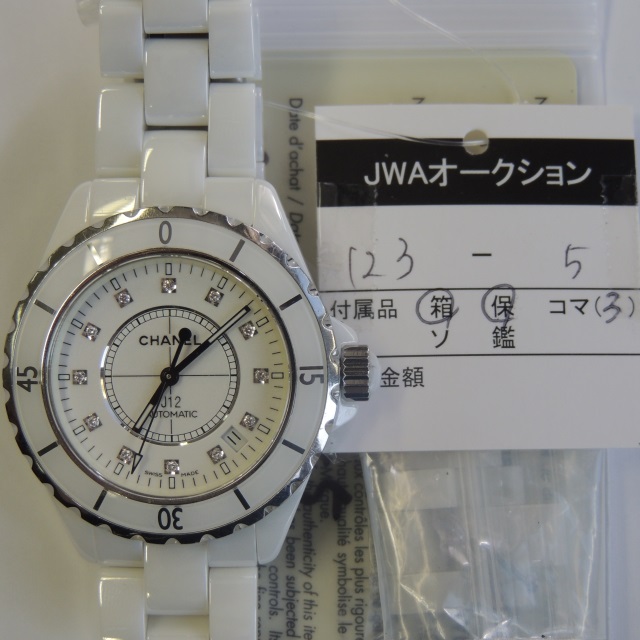 0
CHANEL
15
J12
AUTOMATIC
SWISS MADE
30
45
JWAオークション
123 - 5
付属品 箱 保 コマ(3)
ソ 鑑
金額
Date d'achat / Da